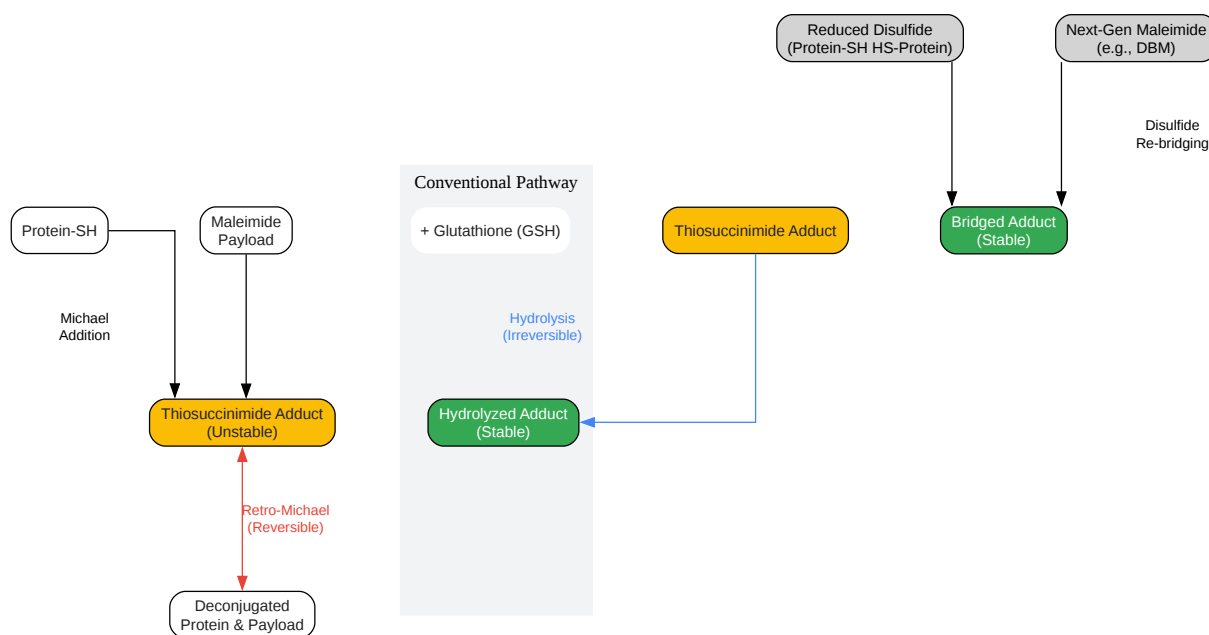 Reduced Disulfide
(Protein-SH HS-Protein)
Next-Gen Maleimide
(e.g., DBM)
Disulfide
Re-bridging
Conventional Pathway
Protein-SH
Maleimide
Payload
+ Glutathione (GSH)
Thiosuccinimide Adduct
Bridged Adduct
(Stable)
Michael
Addition
Hydrolysis
(Irreversible)
Thiosuccinimide Adduct
(Unstable)
Hydrolyzed Adduct
(Stable)
Retro-Michael
(Reversible)
Deconjugated
Protein & Payload